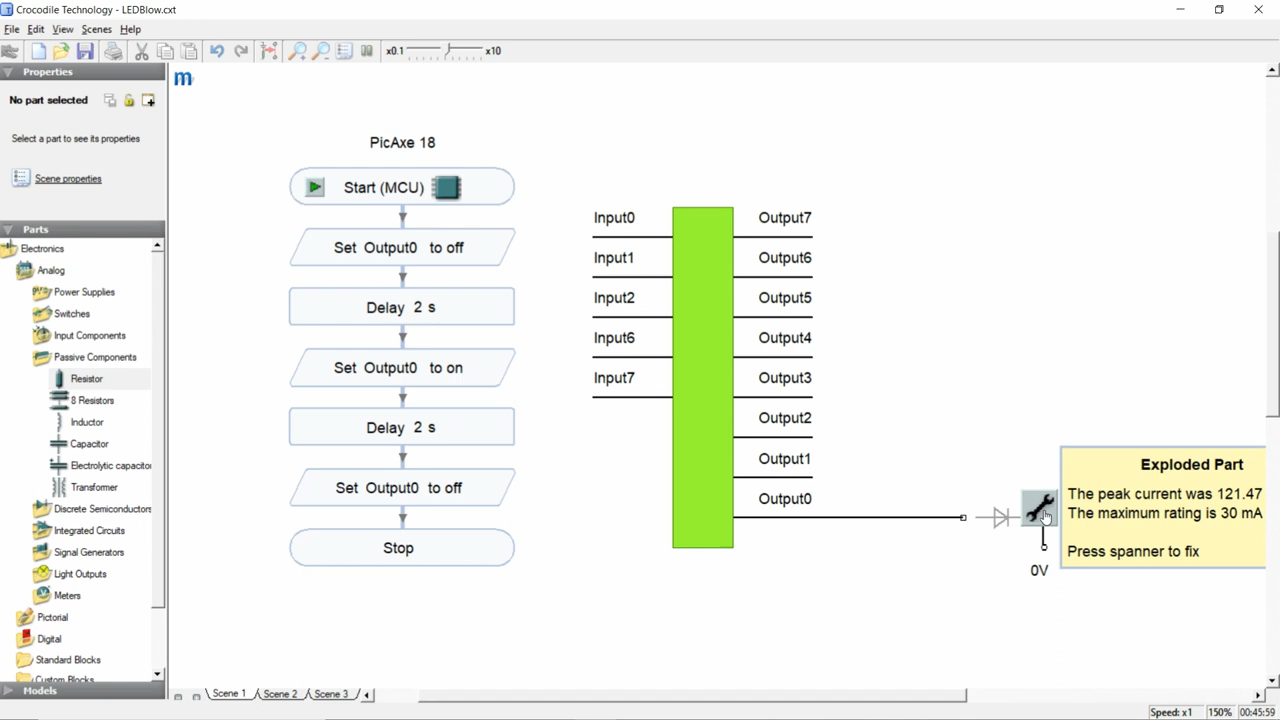 Crocodile Technology - LEDBlow.cxt
File Edit View Scenes Help
x0.1 x10
Properties
No part selected
Select a part to see its properties
Scene properties
Parts
Electronics
Analog
Power Supplies
Switches
Input Components
Passive Components
Resistor
8 Resistors
Inductor
Capacitor
Electrolytic capacitor
Transformer
Discrete Semiconductors
Integrated Circuits
Signal Generators
Light Outputs
Meters
Pictorial
Digital
Standard Blocks
Custom Blocks
Models
m
PicAxe 18
Start (MCU)
Set Output0 to off
Delay 2 s
Set Output0 to on
Delay 2 s
Set Output0 to off
Stop
Input0 Output7
Input1 Output6
Input2 Output5
Input6 Output4
Input7 Output3
Output2
Output1
Output0
0V
Exploded Part
The peak current was 121.47
The maximum rating is 30 mA
Press spanner to fix
Scene 1 Scene 2 Scene 3
Speed: x1 150% 00:45:59